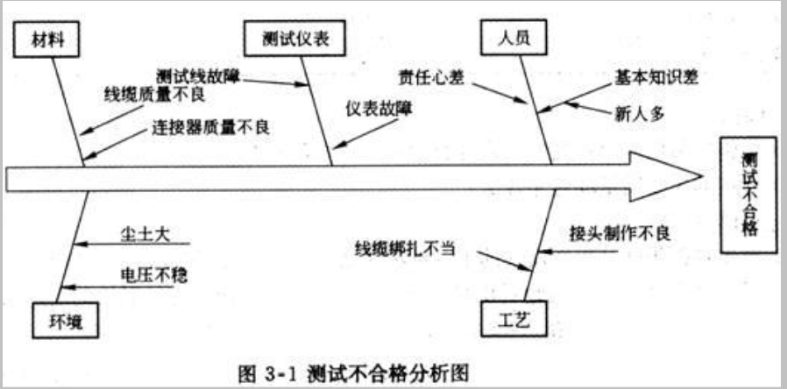 材料
测试仪表
人员
测试线故障
责任心差
基本知识差
线缆质量不良
仪表故障
新人多
连接器质量不良
测试不合格
尘土大
接头制作不良
线缆绑扎不当
电压不稳
环境
工艺
图 3-1 测试不合格分析图